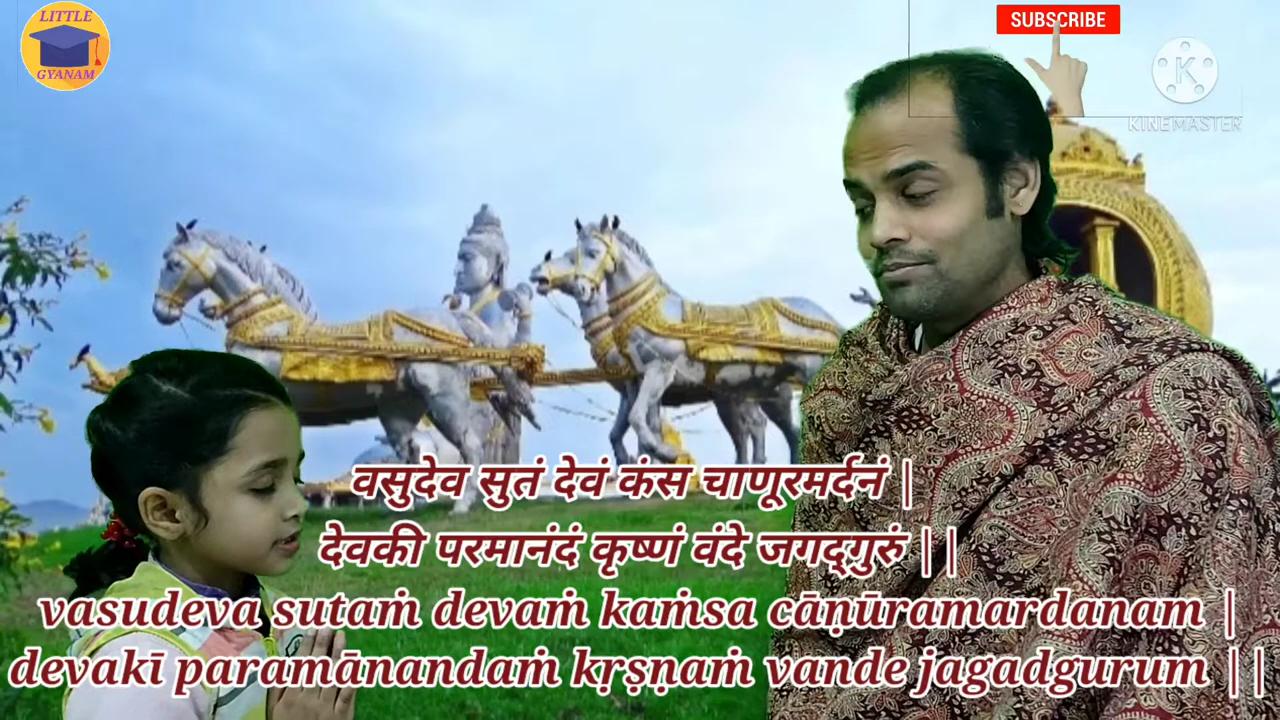 LITTLE
GYANAM
SUBSCRIBE
K
KINEMASTER
वसुदेव सुतं देवं कंस चाणूरमर्दनं |
देवकी परमानंदं कृष्णं वंदे जगद्गुरुं ||
vasudeva sutaṁ devaṁ kaṁsa cāṇūramardanam |
devakī paramānandaṁ kṛṣṇaṁ vande jagadgurum ||